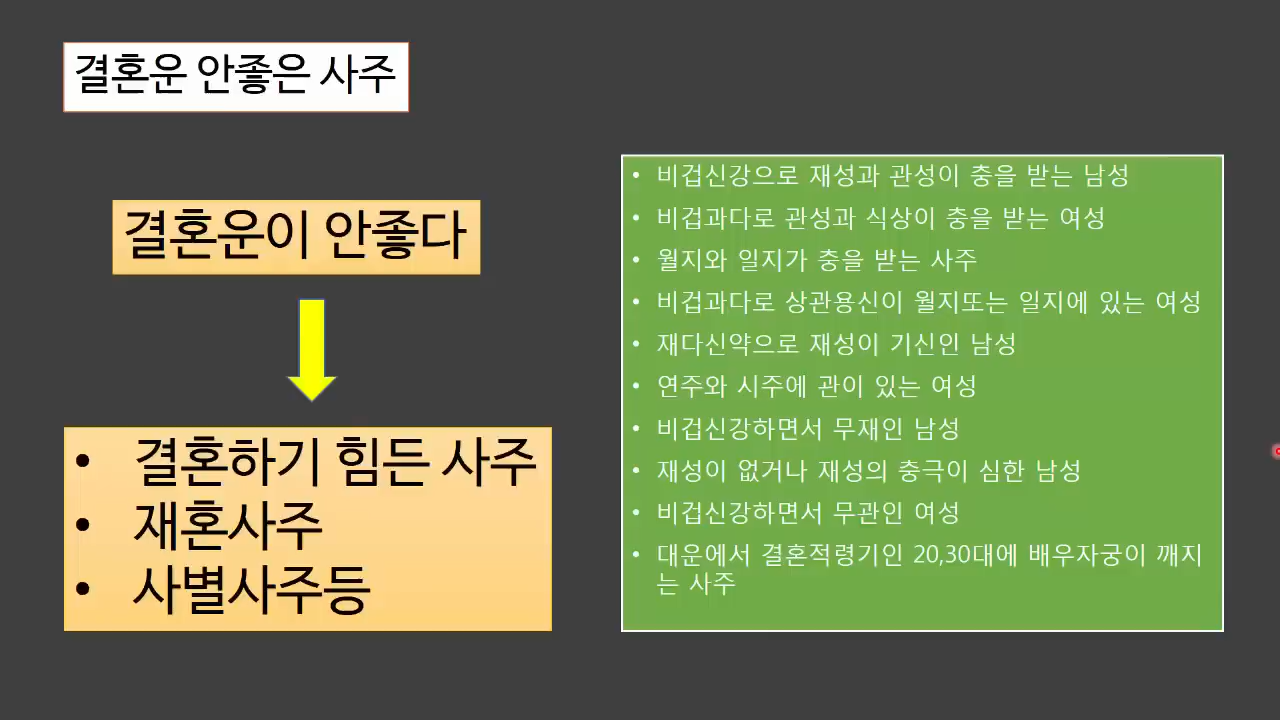 결혼운 안좋은 사주
결혼운이 안좋다
• 결혼하기 힘든 사주
• 재혼사주
• 사별사주등
• 비겁신강으로 재성과 관성이 충을 받는 남성
• 비겁과다로 관성과 식상이 충을 받는 여성
• 월지와 일지가 충을 받는 사주
• 비겁과다로 상관용신이 월지또는 일지에 있는 여성
• 재다신약으로 재성이 기신인 남성
• 연주와 시주에 관이 있는 여성
• 비겁신강하면서 무재인 남성
• 재성이 없거나 재성의 충극이 심한 남성
• 비겁신강하면서 무관인 여성
• 대운에서 결혼적령기인 20,30대에 배우자궁이 깨지
는 사주